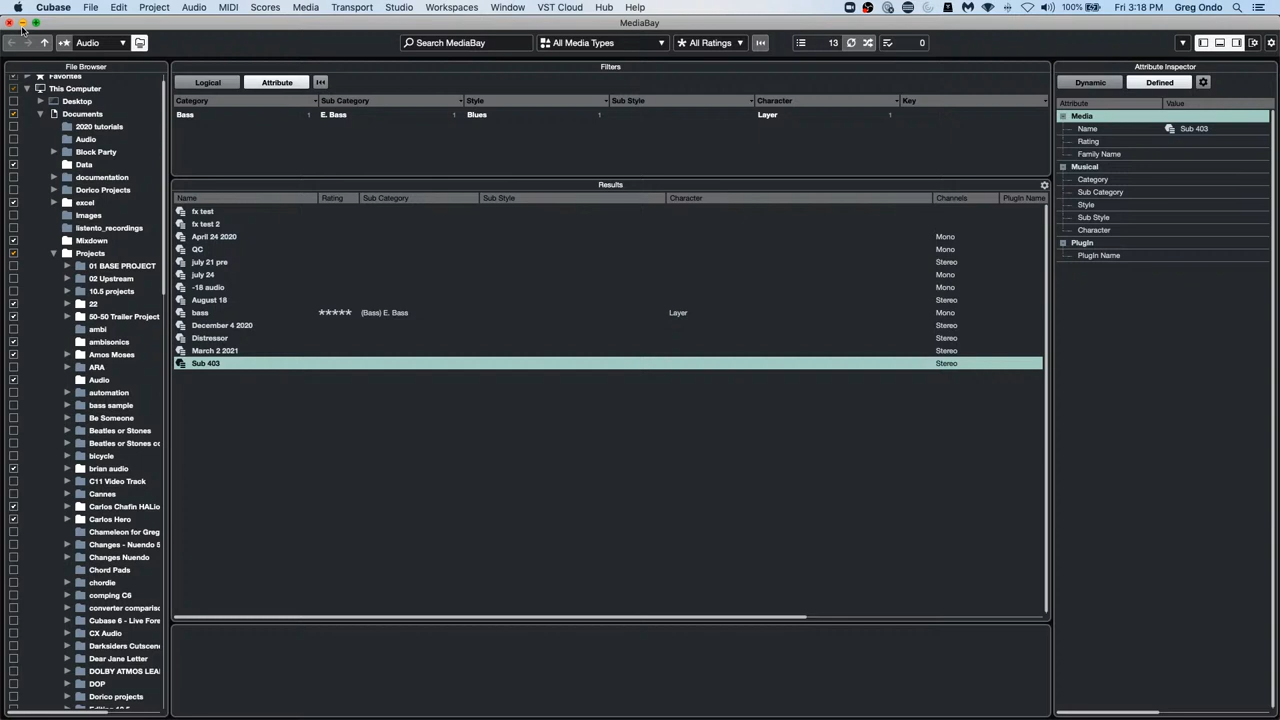 Cubase File Edit Project Audio MIDI Scores Media Transport Studio Workspaces Window VST Cloud Hub Help 100% Fri 3:18 PM Greg Ondo
MediaBay
Audio Search MediaBay All Media Types All Ratings 13 0
File Browser
Favorites
This Computer
Desktop
Documents
2020 tutorials
Audio
Block Party
Data
documentation
Dorico Projects
excel
Images
listento_recordings
Mixdown
Projects
01 BASE PROJECT
02 Upstream
10.5 projects
22
50-50 Trailer Project
ambi
ambisonics
Amos Moses
ARA
Audio
automation
bass sample
Be Someone
Beatles or Stones
Beatles or Stones co
bicycle
brian audio
C11 Video Track
Cannes
Carlos Chafin HALio
Carlos Hero
Chameleon for Greg
Changes - Nuendo 5
Changes Nuendo
Chord Pads
chordie
comping C6
converter compariso
Cubase 6 - Live Fore
CX Audio
Darksiders Cutscene
Dear Jane Letter
DOLBY ATMOS LEA
DOP
Dorico projects
Filters
Logical Attribute
Category Sub Category Style Sub Style Character Key
Bass 1 E. Bass 1 Blues 1 Layer 1
Results
Name Rating Sub Category Sub Style Character Channels PlugIn Name
fx test
fx test 2
April 24 2020 Mono
QC Mono
july 21 pre Stereo
july 24 Mono
-18 audio Mono
August 18 Stereo
bass ★★★★★ (Bass) E. Bass Layer Mono
December 4 2020 Stereo
Distressor Stereo
March 2 2021 Stereo
Sub 403 Stereo
Attribute Inspector
Dynamic Defined
Attribute Value
Media
Name Sub 403
Rating
Family Name
Musical
Category
Sub Category
Style
Sub Style
Character
PlugIn
PlugIn Name